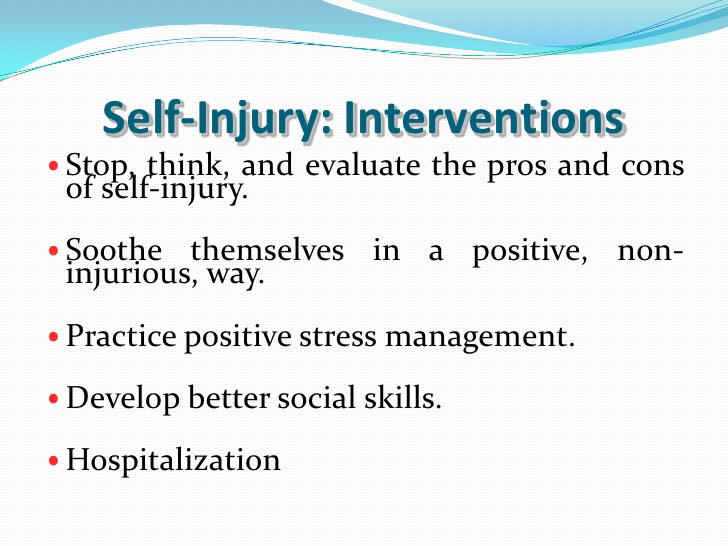 Self-Injury: Interventions
• Stop, think, and evaluate the pros and cons
of self-injury.
• Soothe themselves in a positive, non-
injurious, way.
• Practice positive stress management.
• Develop better social skills.
• Hospitalization